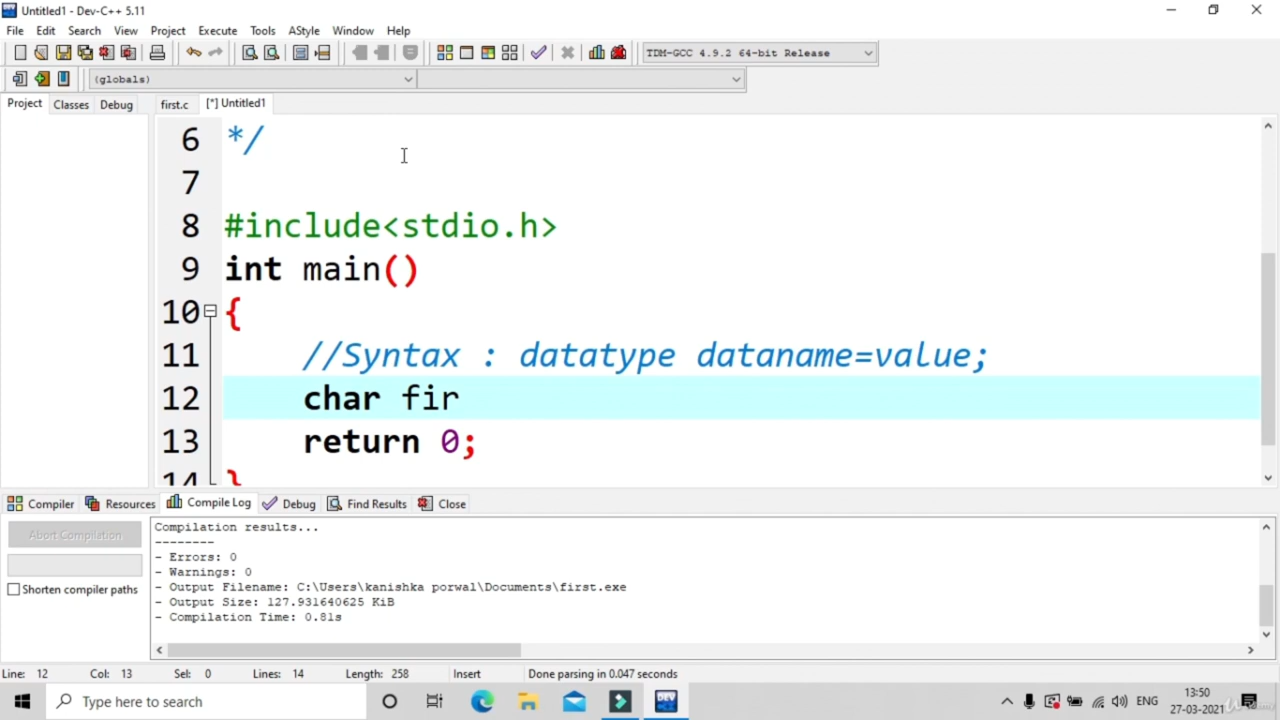 Untitled1 - Dev-C++ 5.11
File Edit Search View Project Execute Tools AStyle Window Help
TDM-GCC 4.9.2 64-bit Release
(globals)
Project Classes Debug first.c [*] Untitled1
6 */
7
8 #include<stdio.h>
9 int main()
10 {
11 //Syntax : datatype dataname=value;
12 char fir
13 return 0;
14 }
Compiler Resources Compile Log Debug Find Results Close
Abort Compilation
Shorten compiler paths
Compilation results...
--------
- Errors: 0
- Warnings: 0
- Output Filename: C:\Users\kanishka porwal\Documents\first.exe
- Output Size: 127.931640625 KiB
- Compilation Time: 0.81s
Line: 12 Col: 13 Sel: 0 Lines: 14 Length: 258 Insert Done parsing in 0.047 seconds
Type here to search
DEV
ENG
13:50
27-03-2021
Udemy